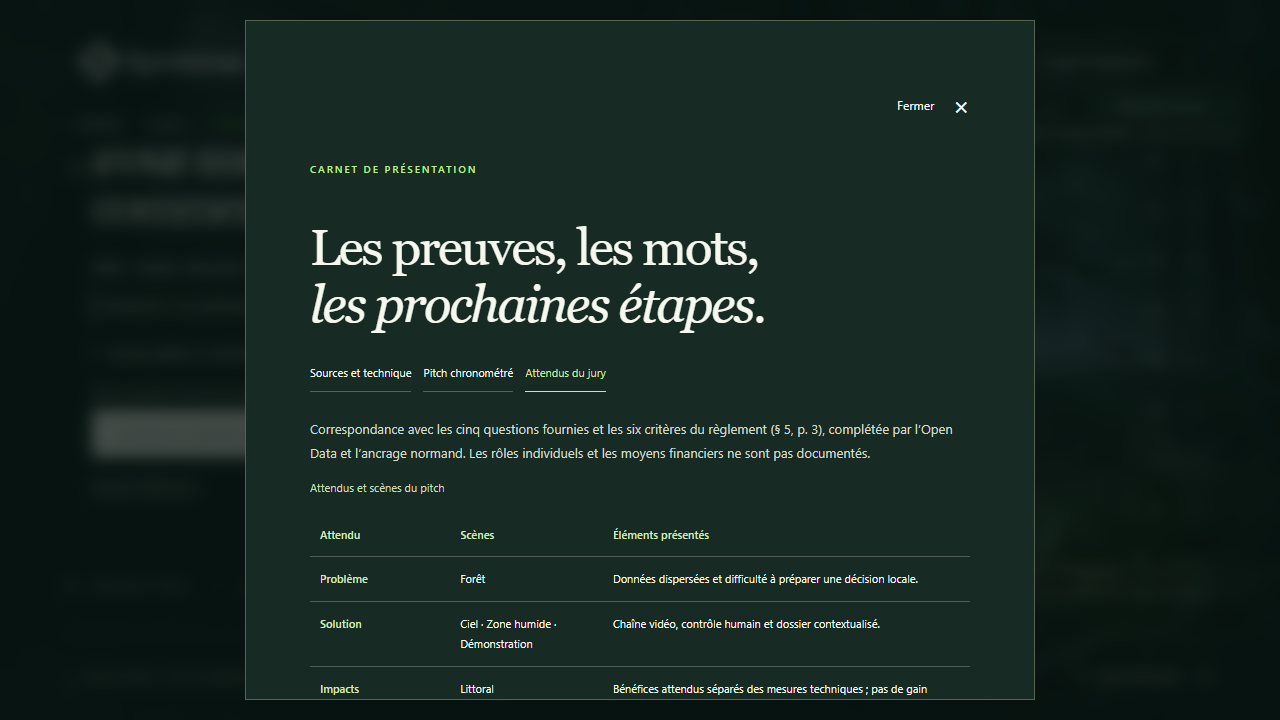 Fermer ✕
CARNET DE PRÉSENTATION
Les preuves, les mots,
les prochaines étapes.
Sources et technique Pitch chronométré Attendus du jury
Correspondance avec les cinq questions fournies et les six critères du règlement (§ 5, p. 3), complétée par l’Open
Data et l’ancrage normand. Les rôles individuels et les moyens financiers ne sont pas documentés.
Attendus et scènes du pitch
Attendu Scènes Éléments présentés
Problème Forêt Données dispersées et difficulté à préparer une décision locale.
Solution Ciel · Zone humide · Chaîne vidéo, contrôle humain et dossier contextualisé.
Démonstration
Impacts Littoral Bénéfices attendus séparés des mesures techniques ; pas de gain